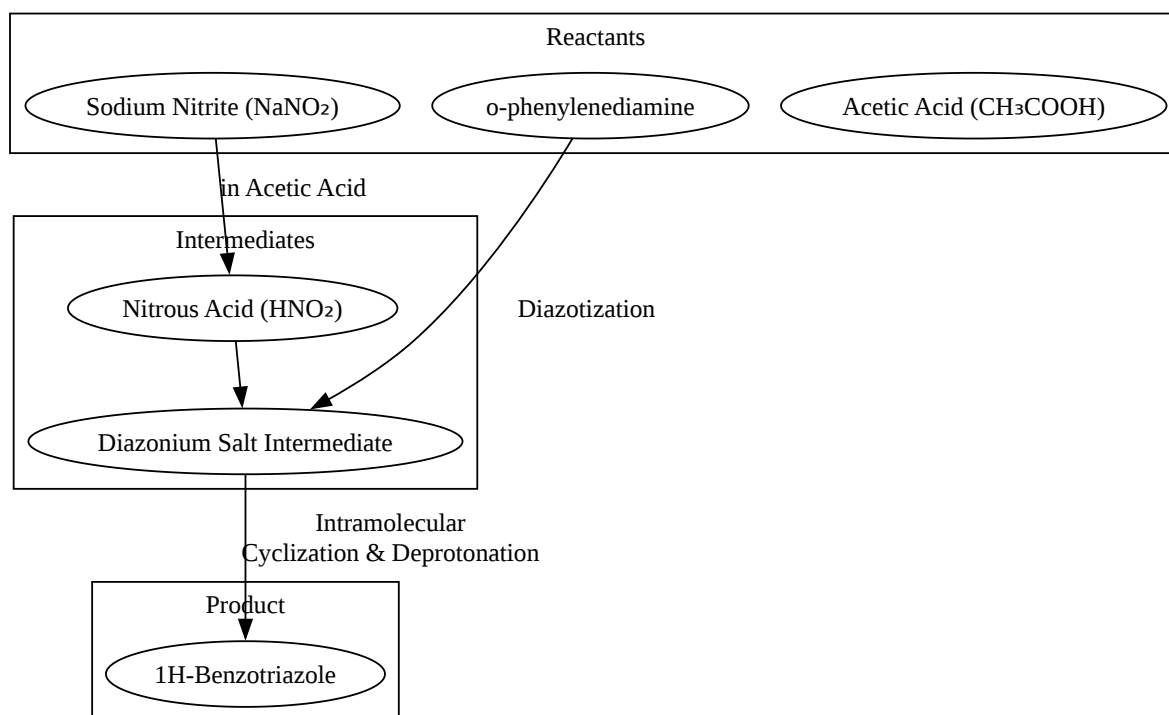 Reactants
Sodium Nitrite (NaNO₂)
o-phenylenediamine
Acetic Acid (CH₃COOH)
in Acetic Acid
Intermediates
Nitrous Acid (HNO₂)
Diazotization
Diazonium Salt Intermediate
Intramolecular
Cyclization & Deprotonation
Product
1H-Benzotriazole